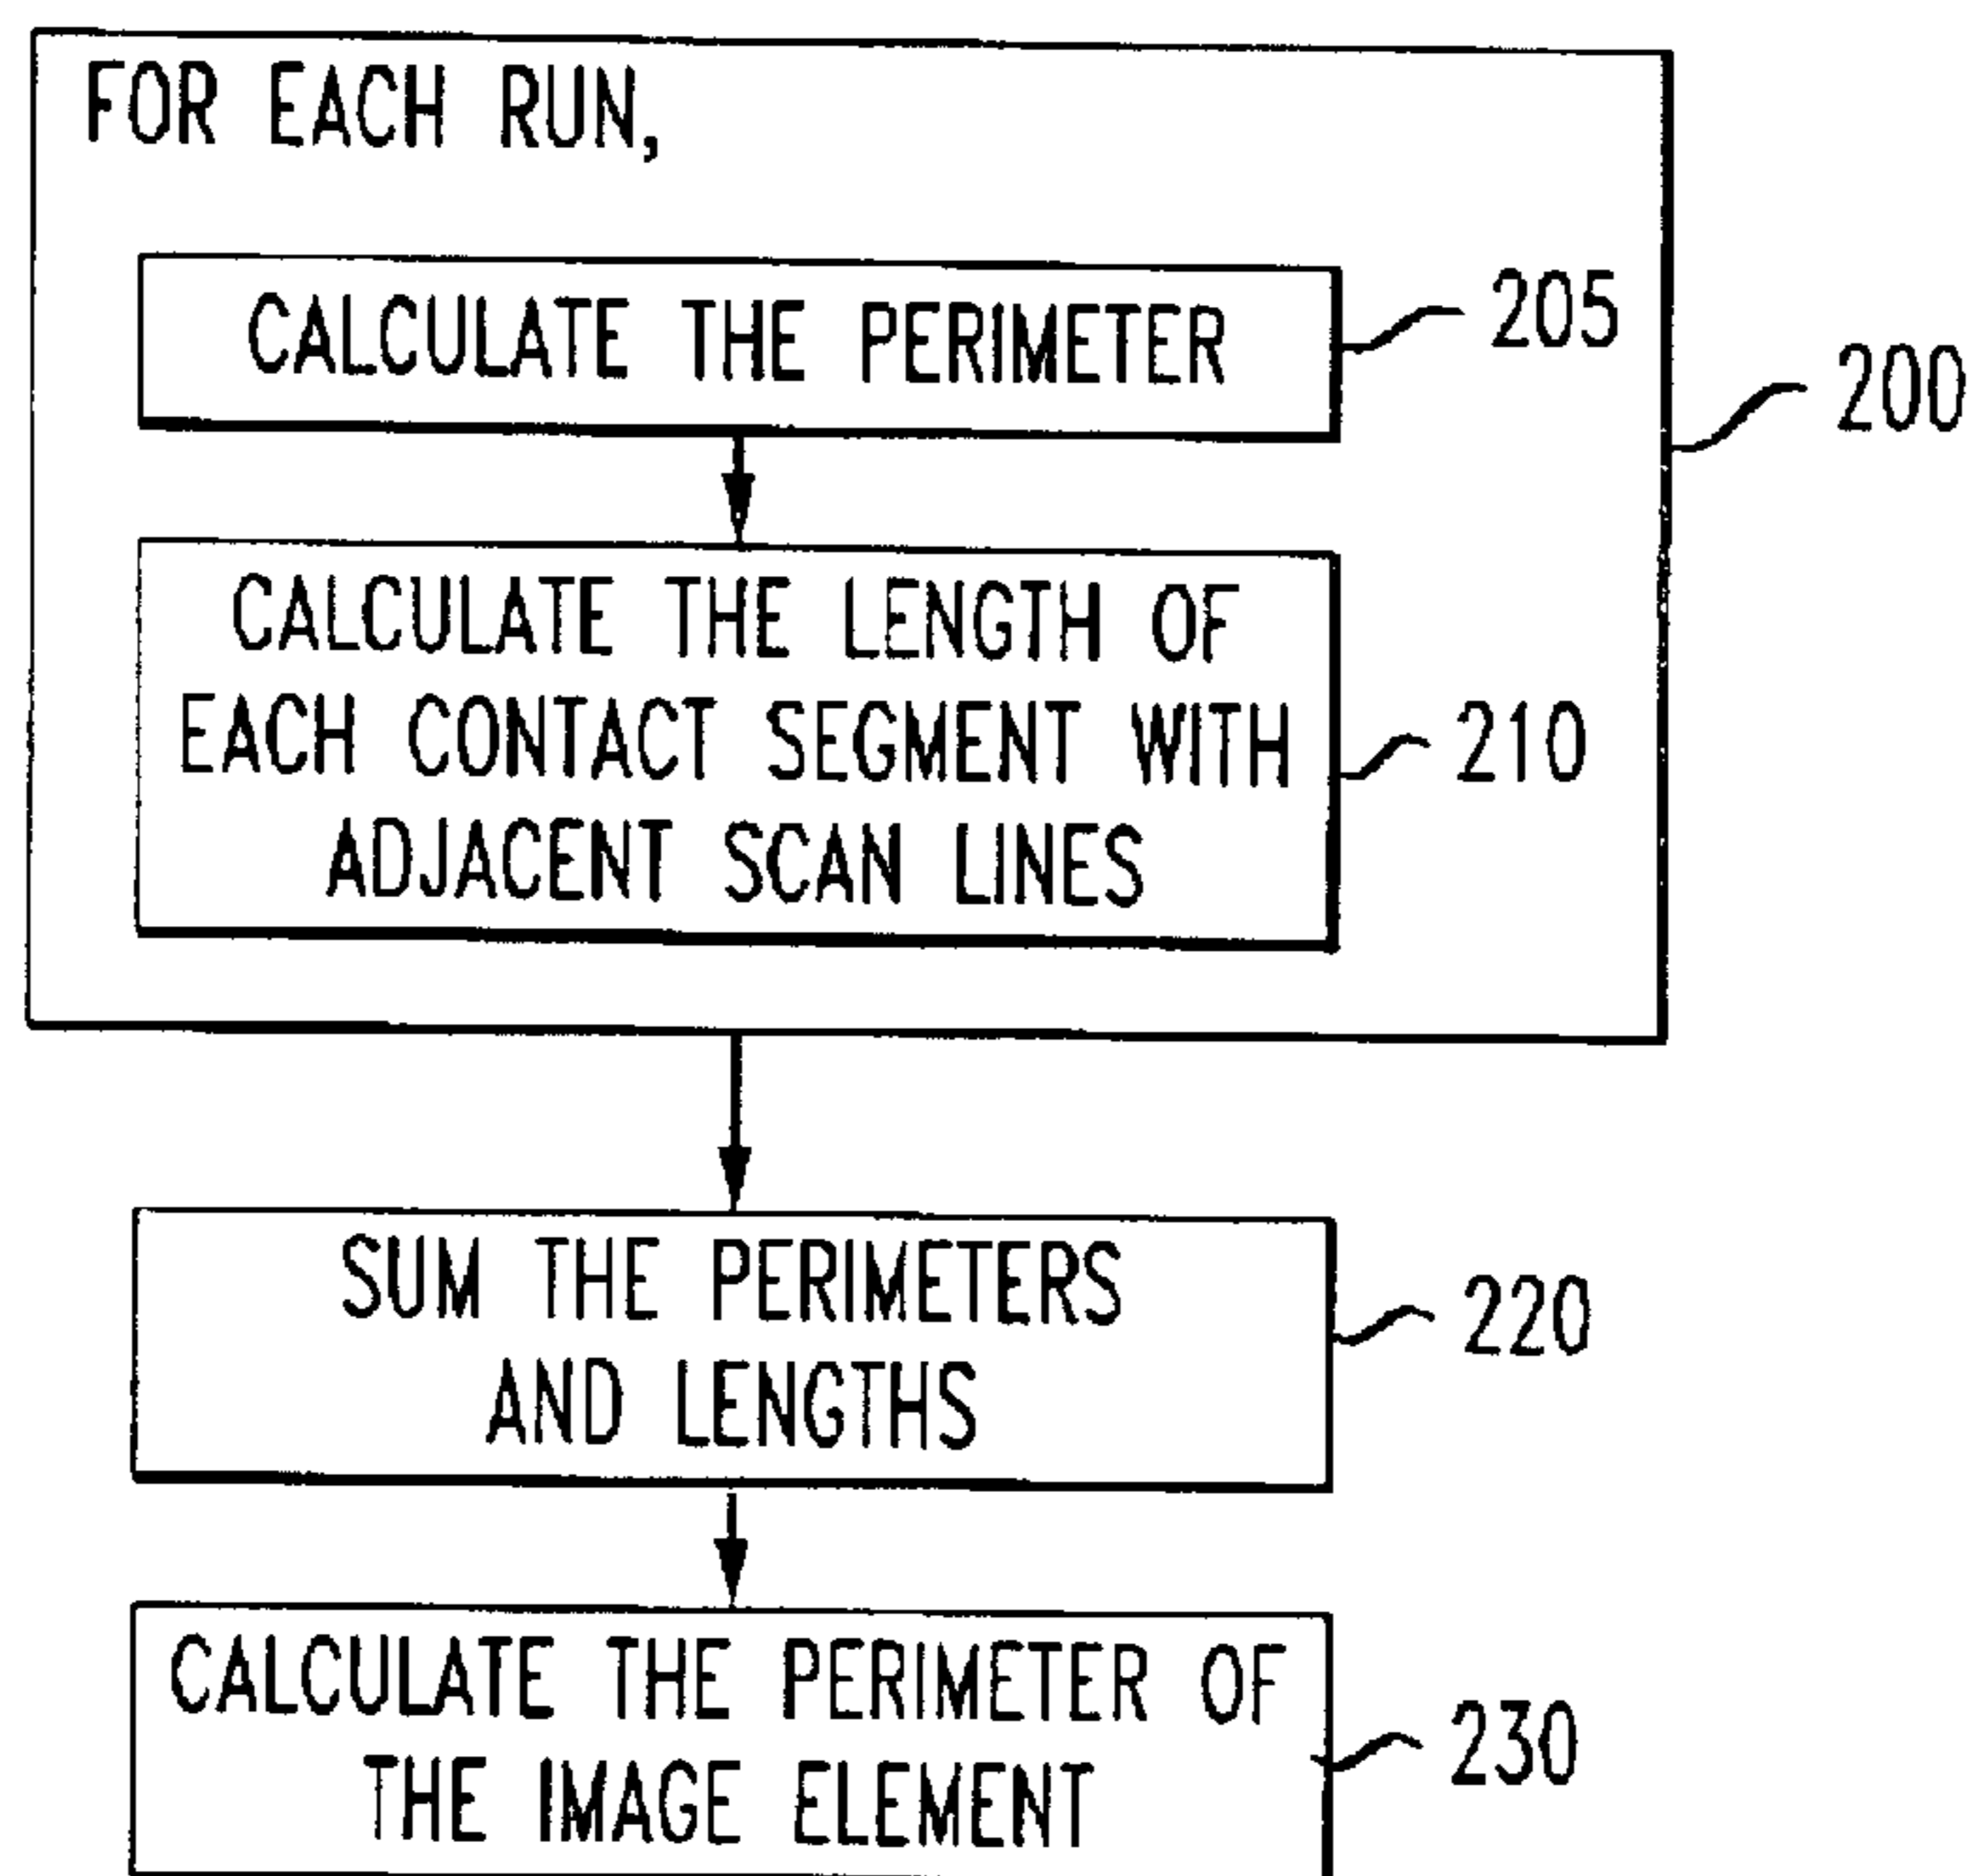 FOR EACH RUN,
CALCULATE THE PERIMETER
205
200
CALCULATE THE LENGTH OF
EACH CONTACT SEGMENT WITH
ADJACENT SCAN LINES
210
SUM THE PERIMETERS
AND LENGTHS
220
CALCULATE THE PERIMETER OF
THE IMAGE ELEMENT
230